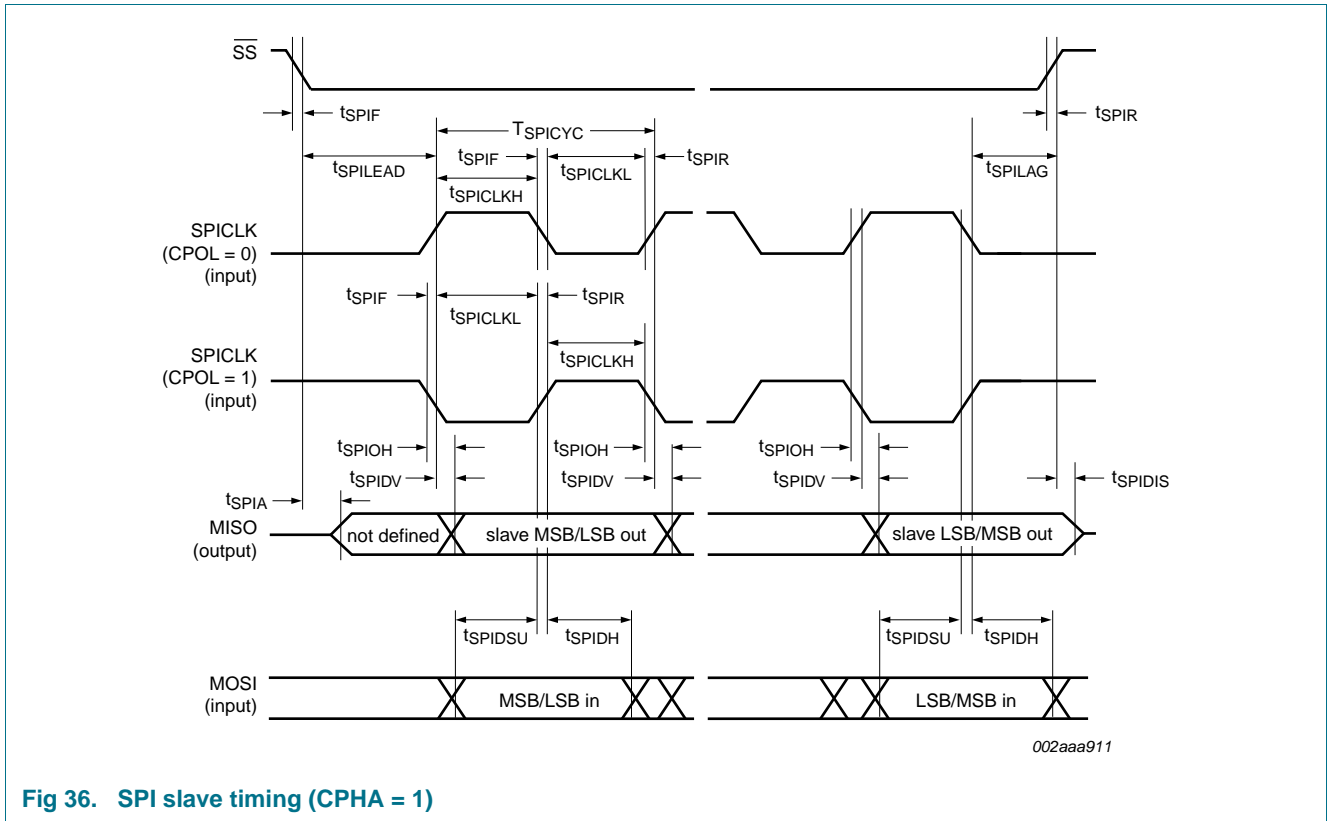 SS
tSPIF
TSPICYC
tSPIR
tSPIF
tSPIR
tSPILEAD
tSPICLKL
tSPILAG
tSPICLKH
SPICLK
(CPOL = 0)
(input)
tSPIF
tSPIR
tSPICLKL
SPICLK
(CPOL = 1)
(input)
tSPICLKH
tSPIOH
tSPIOH
tSPIOH
tSPIDV
tSPIDV
tSPIDV
tSPIDIS
tSPIA
MISO
(output)
not defined
slave MSB/LSB out
slave LSB/MSB out
tSPIDSU
tSPIDH
tSPIDSU
tSPIDH
MOSI
(input)
MSB/LSB in
LSB/MSB in
002aaa911
Fig 36. SPI slave timing (CPHA = 1)